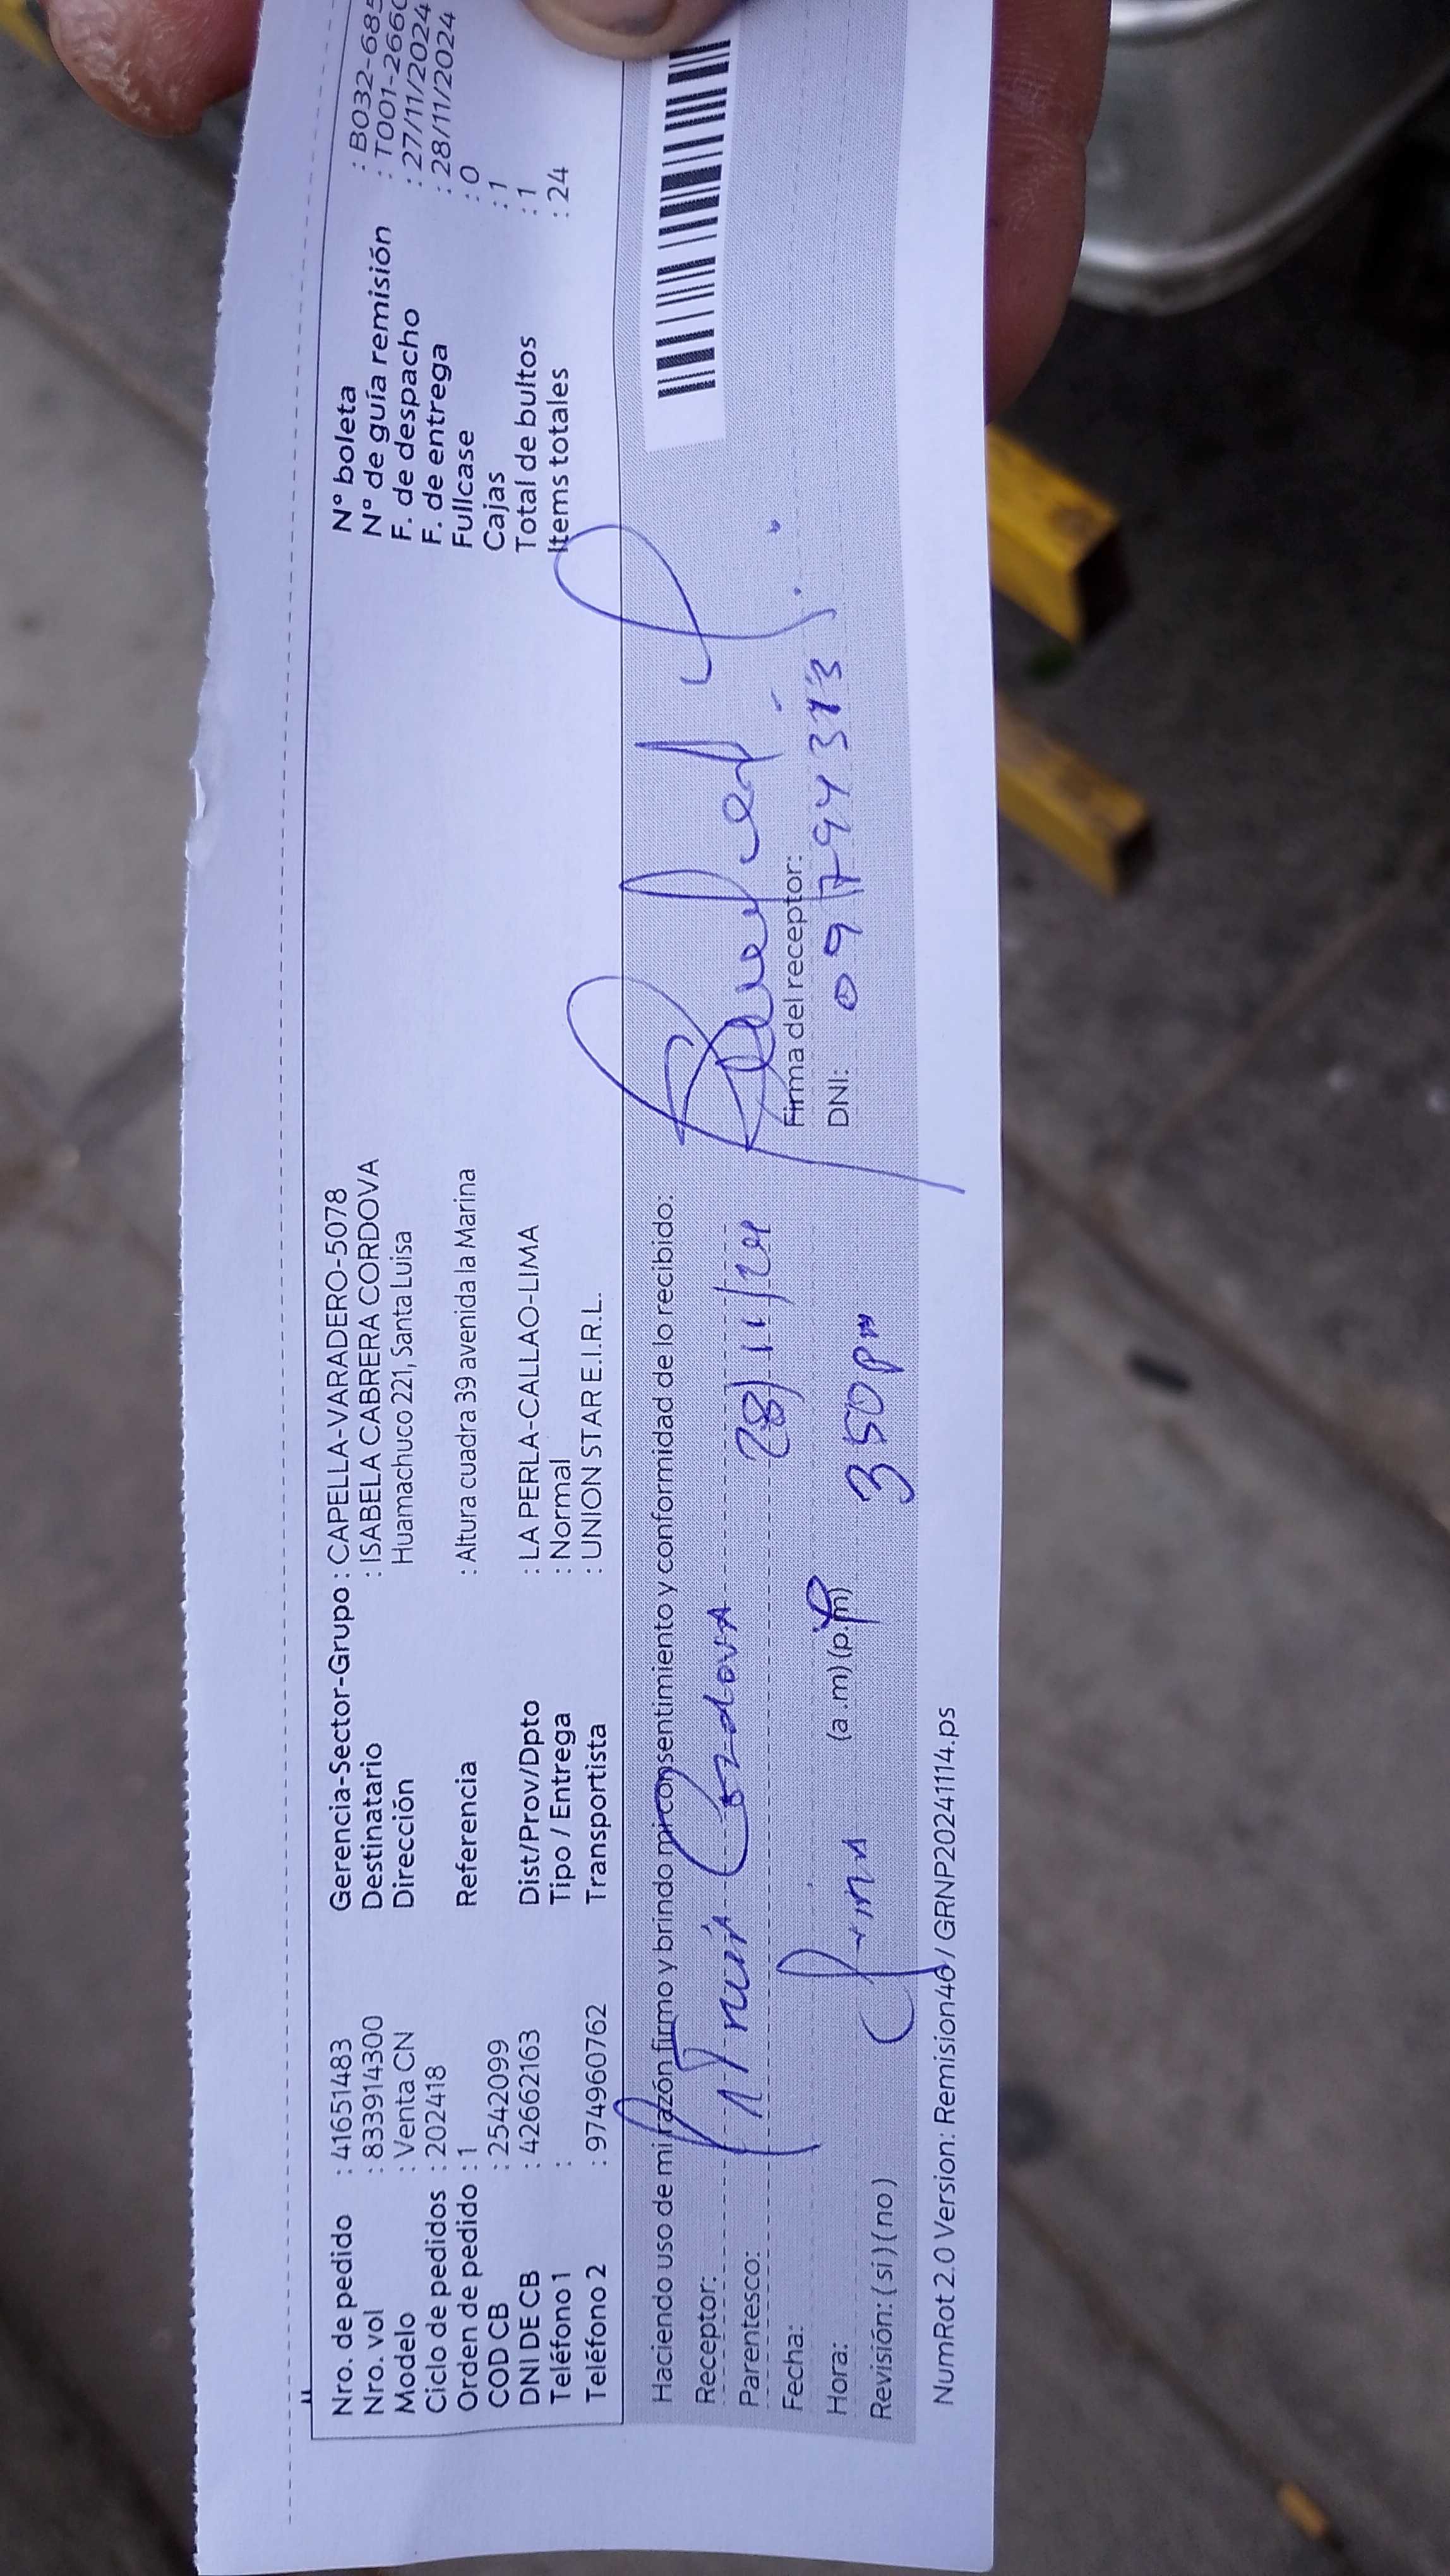 Nro. de pedido : 41651483 Gerencia-Sector-Grupo : CAPELLA-VARADERO-5078 N° boleta : B032-685
Nro. vol : 833914300 Destinatario : ISABELA CABRERA CORDOVA N° de guía remisión : T001-2660
Modelo : Venta CN Dirección Huamachuco 221, Santa Luisa F. de despacho : 27/11/2024
Ciclo de pedidos : 202418 F. de entrega : 28/11/2024
Orden de pedido : 1 Referencia : Altura cuadra 39 avenida la Marina Fullcase : 0
COD CB : 2542099 Cajas : 1
DNI DE CB : 42662163 Dist/Prov/Dpto : LA PERLA-CALLAO-LIMA Total de bultos : 1
Teléfono 1 : Tipo / Entrega : Normal Items totales : 24
Teléfono 2 : 974960762 Transportista : UNION STAR E.I.R.L.
Haciendo uso de mi razón firmo y brindo mi consentimiento y conformidad de lo recibido:
Receptor: Cordova
Parentesco: 28/11/24
Fecha: Firma del receptor:
Hora: (a .m) (p.m) 350 pm DNI:
Revisión: ( si ) ( no )
NumRot 2.0 Version: Remision46 / GRNP20241114.ps